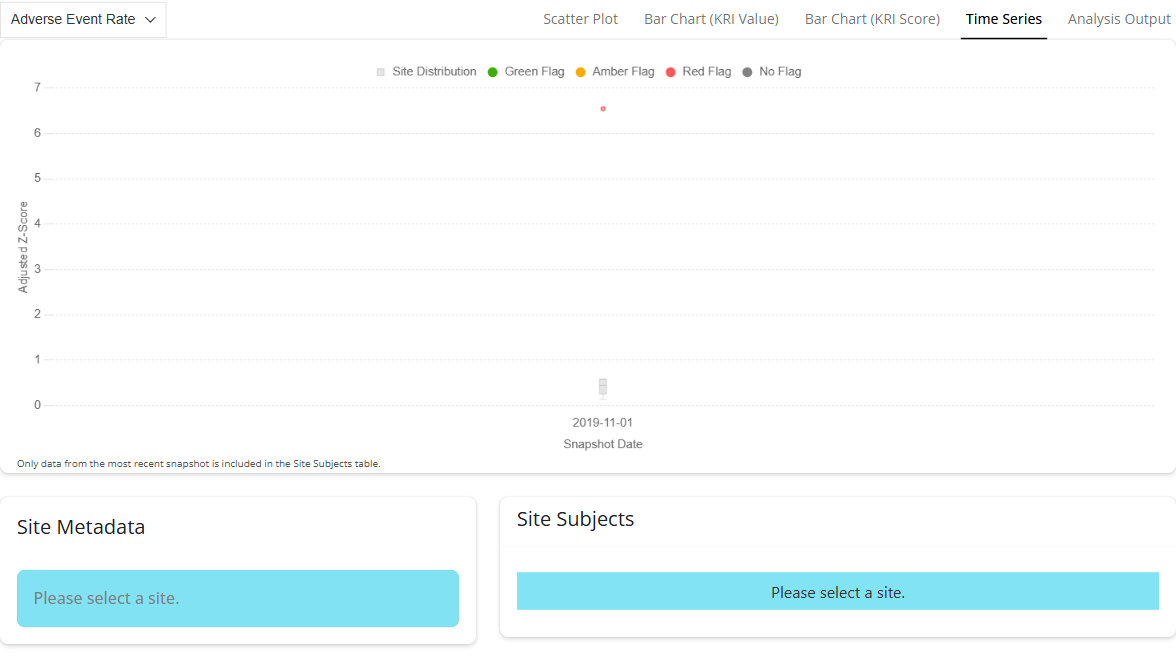 Adverse Event Rate
Scatter Plot
Bar Chart (KRI Value)
Bar Chart (KRI Score)
Time Series
Analysis Output
Site Distribution
Green Flag
Amber Flag
Red Flag
No Flag
7
6
5
4
3
2
1
0
Adjusted Z-Score
2019-11-01
Snapshot Date
Only data from the most recent snapshot is included in the Site Subjects table.
Site Metadata
Please select a site.
Site Subjects
Please select a site.